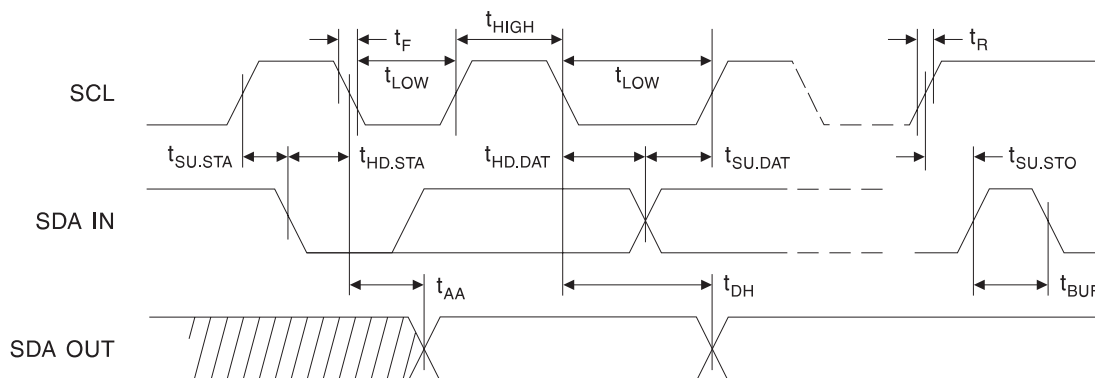 tHIGH
tF
tR
tLOW
tLOW
SCL
tSU.STA
tHD.STA
tHD.DAT
tSU.DAT
tSU.STO
SDA IN
tAA
tDH
tBUF
SDA OUT